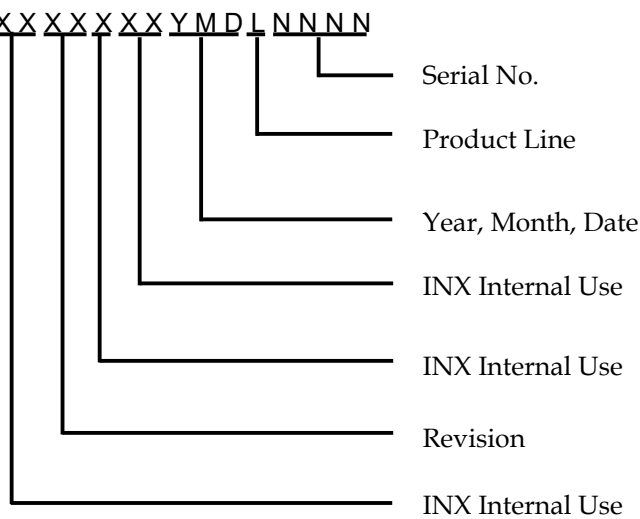 X X X X X X X Y M D L N N N N
Serial No.
Product Line
Year, Month, Date
INX Internal Use
INX Internal Use
Revision
INX Internal Use